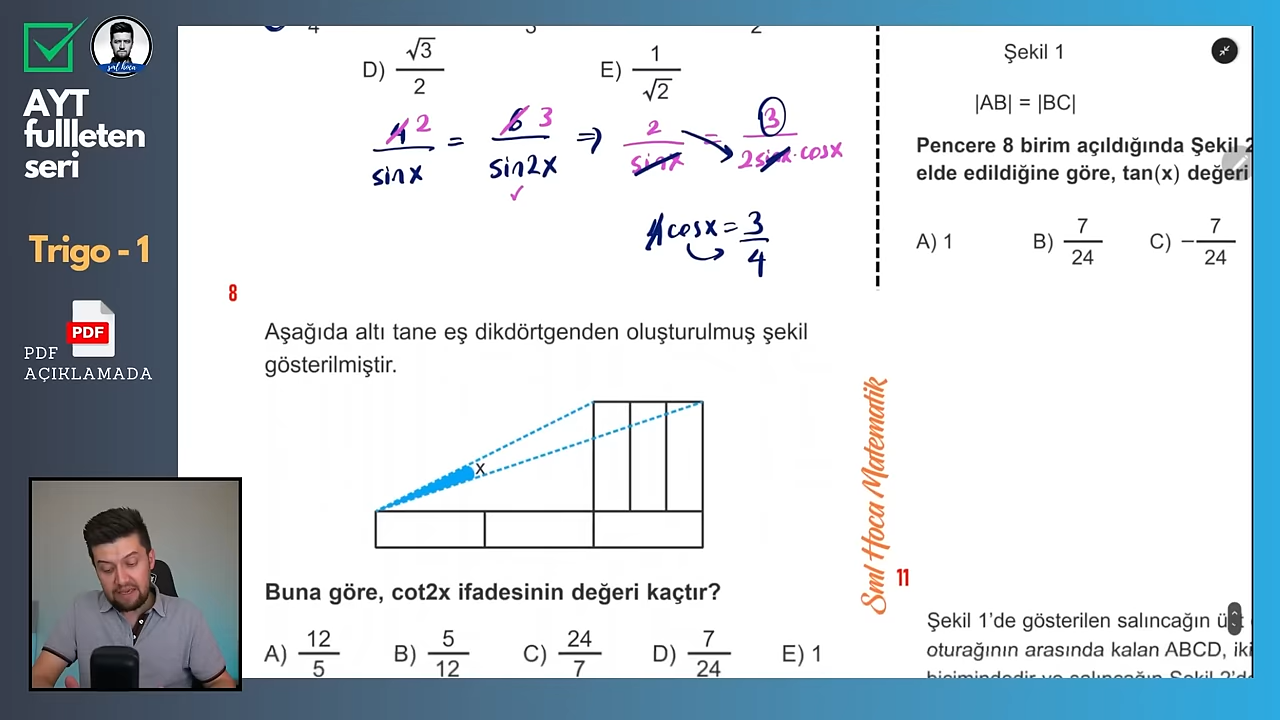 AYT
fullleten
seri
Trigo - 1
PDF
PDF
AÇIKLAMADA
sml hoca
D) √3/2 E) 1/√2
4 2 / sinx = 6 3 / sin2x ⇒ 2 / sinx = 3 / 2sinx·cosx
cosx = 3/4
8
Aşağıda altı tane eş dikdörtgenden oluşturulmuş şekil
gösterilmiştir.
x
Buna göre, cot2x ifadesinin değeri kaçtır?
A) 12/5 B) 5/12 C) 24/7 D) 7/24 E) 1
Sml Hoca Matematik
Şekil 1
|AB| = |BC|
Pencere 8 birim açıldığında Şekil 2
elde edildiğine göre, tan(x) değeri
A) 1 B) 7/24 C) −7/24
11
Şekil 1'de gösterilen salıncağın
oturağının arasında kalan ABCD,